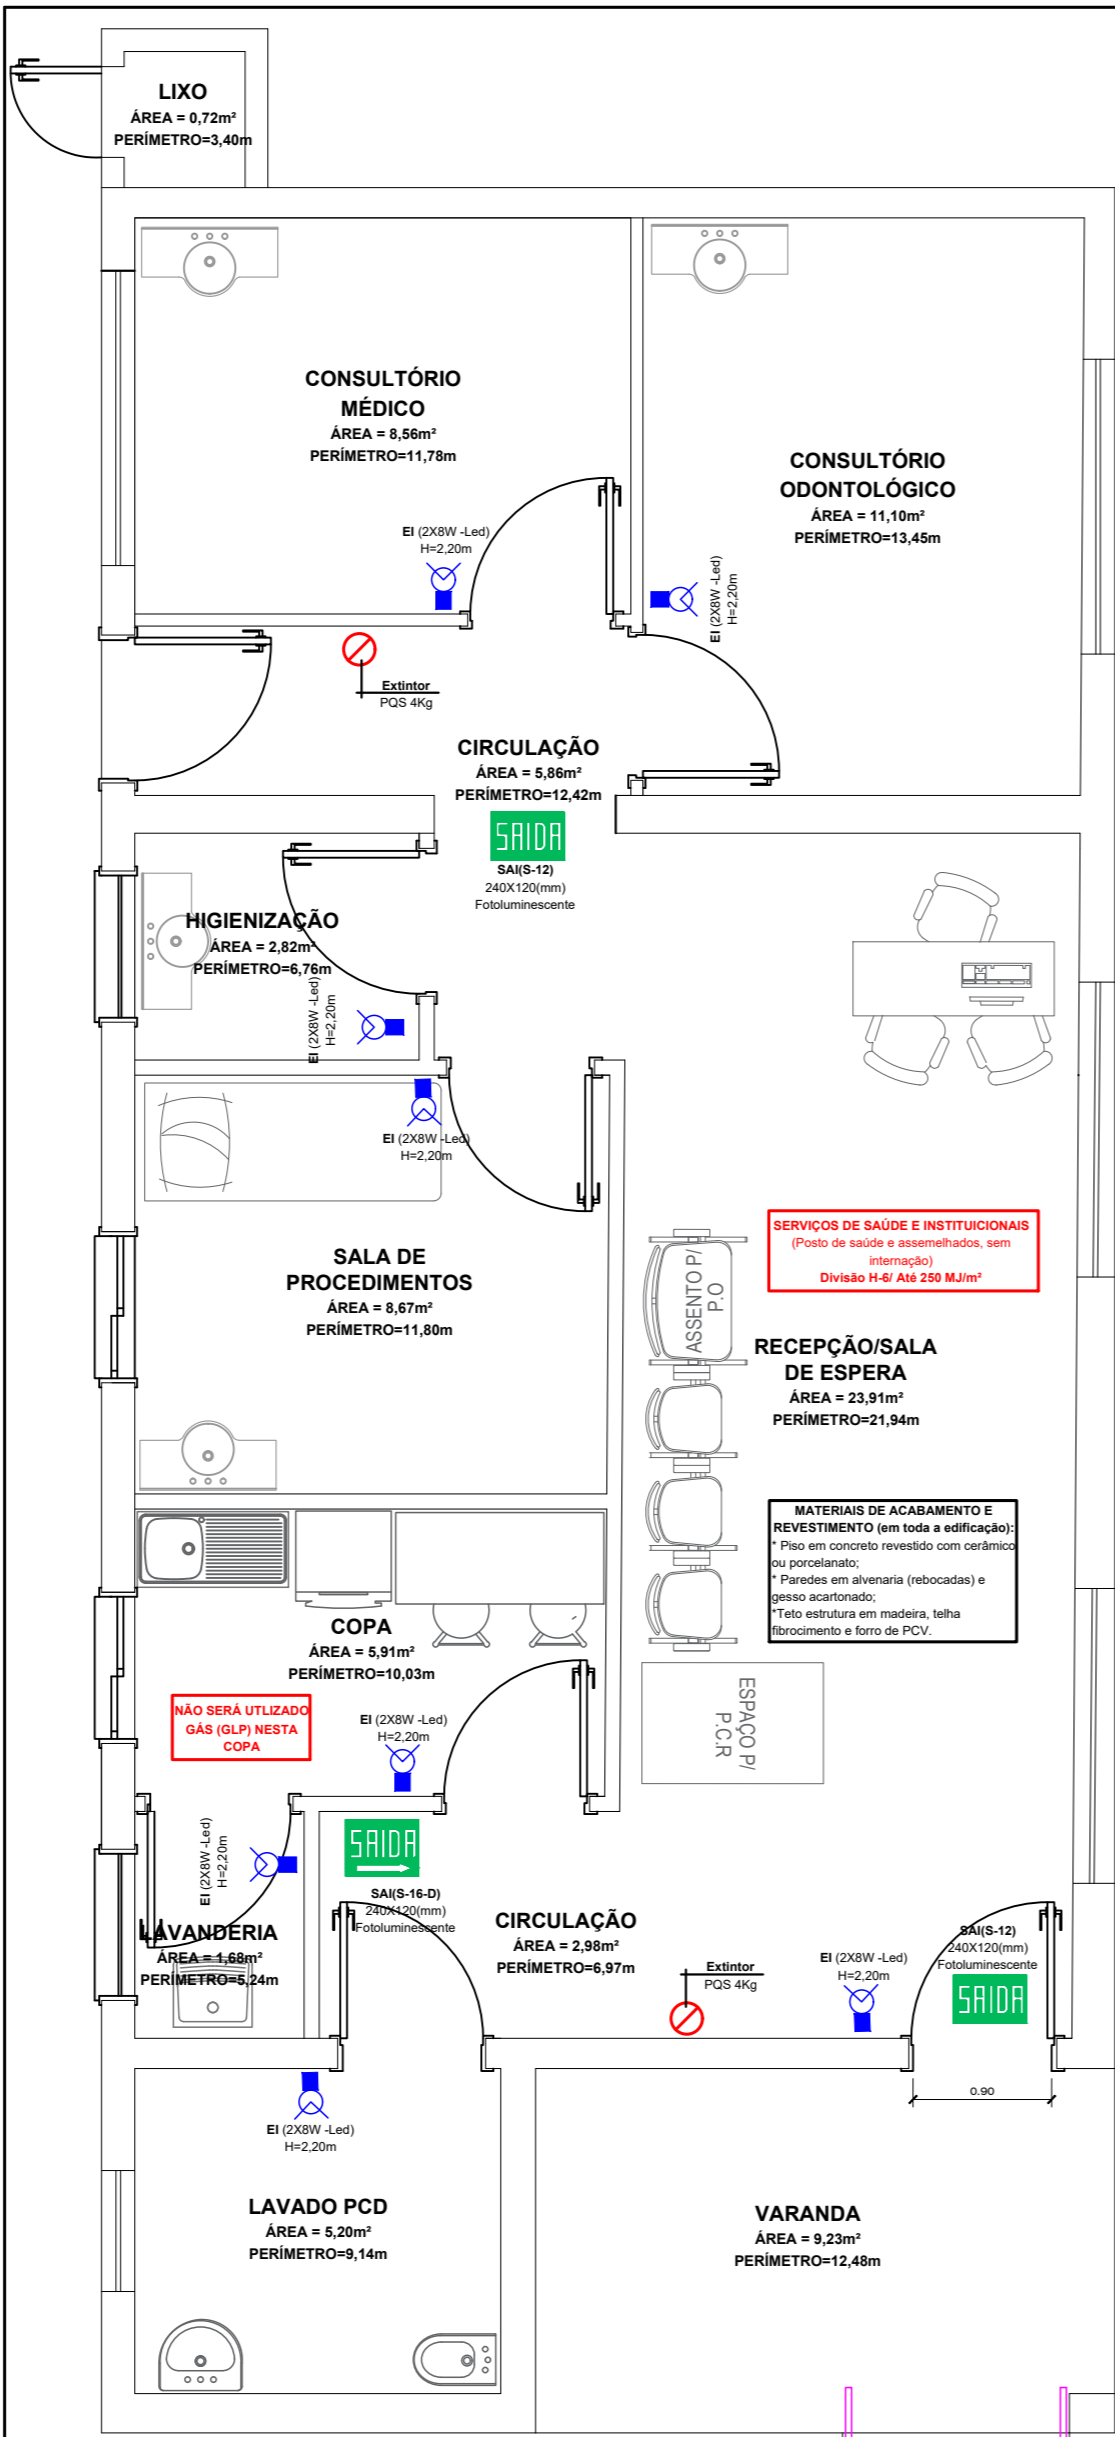 LIXO
ÁREA = 0,72m²
PERÍMETRO=3,40m
CONSULTÓRIO
MÉDICO
ÁREA = 8,56m²
PERÍMETRO=11,78m
CONSULTÓRIO
ODONTOLÓGICO
ÁREA = 11,10m²
PERÍMETRO=13,45m
EI (2X8W -Led)
H=2,20m
EI (2X8W -Led)
H=2,20m
Extintor
PQS 4Kg
CIRCULAÇÃO
ÁREA = 5,86m²
PERÍMETRO=12,42m
SAIDA
SAI(S-12)
240X120(mm)
Fotoluminescente
HIGIENIZAÇÃO
ÁREA = 2,82m²
PERÍMETRO=6,76m
EI (2X8W -Led)
H=2,20m
EI (2X8W -Led)
H=2,20m
SALA DE
PROCEDIMENTOS
ÁREA = 8,67m²
PERÍMETRO=11,80m
SERVIÇOS DE SAÚDE E INSTITUICIONAIS
(Posto de saúde e assemelhados, sem
internação)
Divisão H-6/ Até 250 MJ/m²
ASSENTO P/
P.O
RECEPÇÃO/SALA
DE ESPERA
ÁREA = 23,91m²
PERÍMETRO=21,94m
MATERIAIS DE ACABAMENTO E
REVESTIMENTO (em toda a edificação):
* Piso em concreto revestido com cerâmico
ou porcelanato;
* Paredes em alvenaria (rebocadas) e
gesso acartonado;
*Teto estrutura em madeira, telha
fibrocimento e forro de PCV.
COPA
ÁREA = 5,91m²
PERÍMETRO=10,03m
ESPAÇO P/
P.C.R
NÃO SERÁ UTLIZADO
GÁS (GLP) NESTA
COPA
EI (2X8W -Led)
H=2,20m
EI (2X8W -Led)
H=2,20m
SAIDA
SAI(S-16-D)
240X120(mm)
Fotoluminescente
LAVANDERIA
ÁREA = 1,68m²
PERÍMETRO=5,24m
CIRCULAÇÃO
ÁREA = 2,98m²
PERÍMETRO=6,97m
Extintor
PQS 4Kg
EI (2X8W -Led)
H=2,20m
SAI(S-12)
240X120(mm)
Fotoluminescente
SAIDA
0.90
EI (2X8W -Led)
H=2,20m
LAVADO PCD
ÁREA = 5,20m²
PERÍMETRO=9,14m
VARANDA
ÁREA = 9,23m²
PERÍMETRO=12,48m